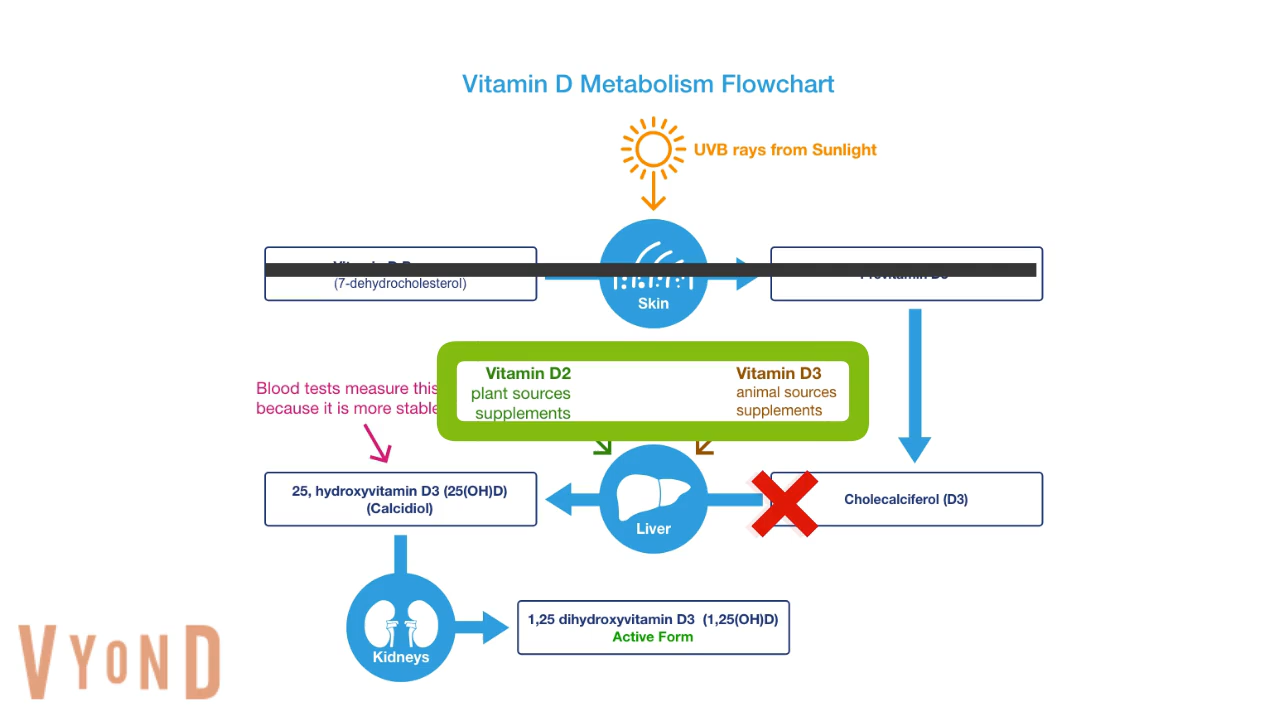 Vitamin D Metabolism Flowchart
UVB rays from Sunlight
(7-dehydrocholesterol)
Skin
Blood tests measure this
because it is more stable
Vitamin D2
plant sources
supplements
Vitamin D3
animal sources
supplements
25, hydroxyvitamin D3 (25(OH)D)
(Calcidiol)
Liver
Cholecalciferol (D3)
Kidneys
1,25 dihydroxyvitamin D3 (1,25(OH)D)
Active Form
VYOND